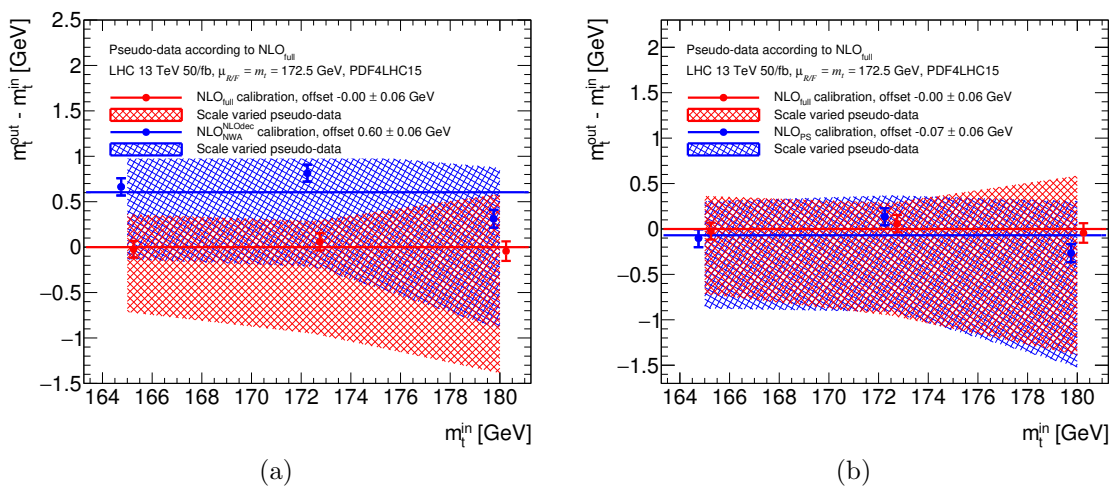 m_t^out - m_t^in [GeV]
2.5
2
1.5
1
0.5
0
−0.5
−1
−1.5
Pseudo-data according to NLO_full
LHC 13 TeV 50/fb, μ_R/F = m_t = 172.5 GeV, PDF4LHC15
NLO_full calibration, offset -0.00 ± 0.06 GeV
Scale varied pseudo-data
NLO_NWA^NLOdec calibration, offset 0.60 ± 0.06 GeV
Scale varied pseudo-data
164 166 168 170 172 174 176 178 180
m_t^in [GeV]
(a)
m_t^out - m_t^in [GeV]
2
1.5
1
0.5
0
−0.5
−1
−1.5
Pseudo-data according to NLO_full
LHC 13 TeV 50/fb, μ_R/F = m_t = 172.5 GeV, PDF4LHC15
NLO_full calibration, offset -0.00 ± 0.06 GeV
Scale varied pseudo-data
NLO_PS calibration, offset -0.07 ± 0.06 GeV
Scale varied pseudo-data
164 166 168 170 172 174 176 178 180
m_t^in [GeV]
(b)